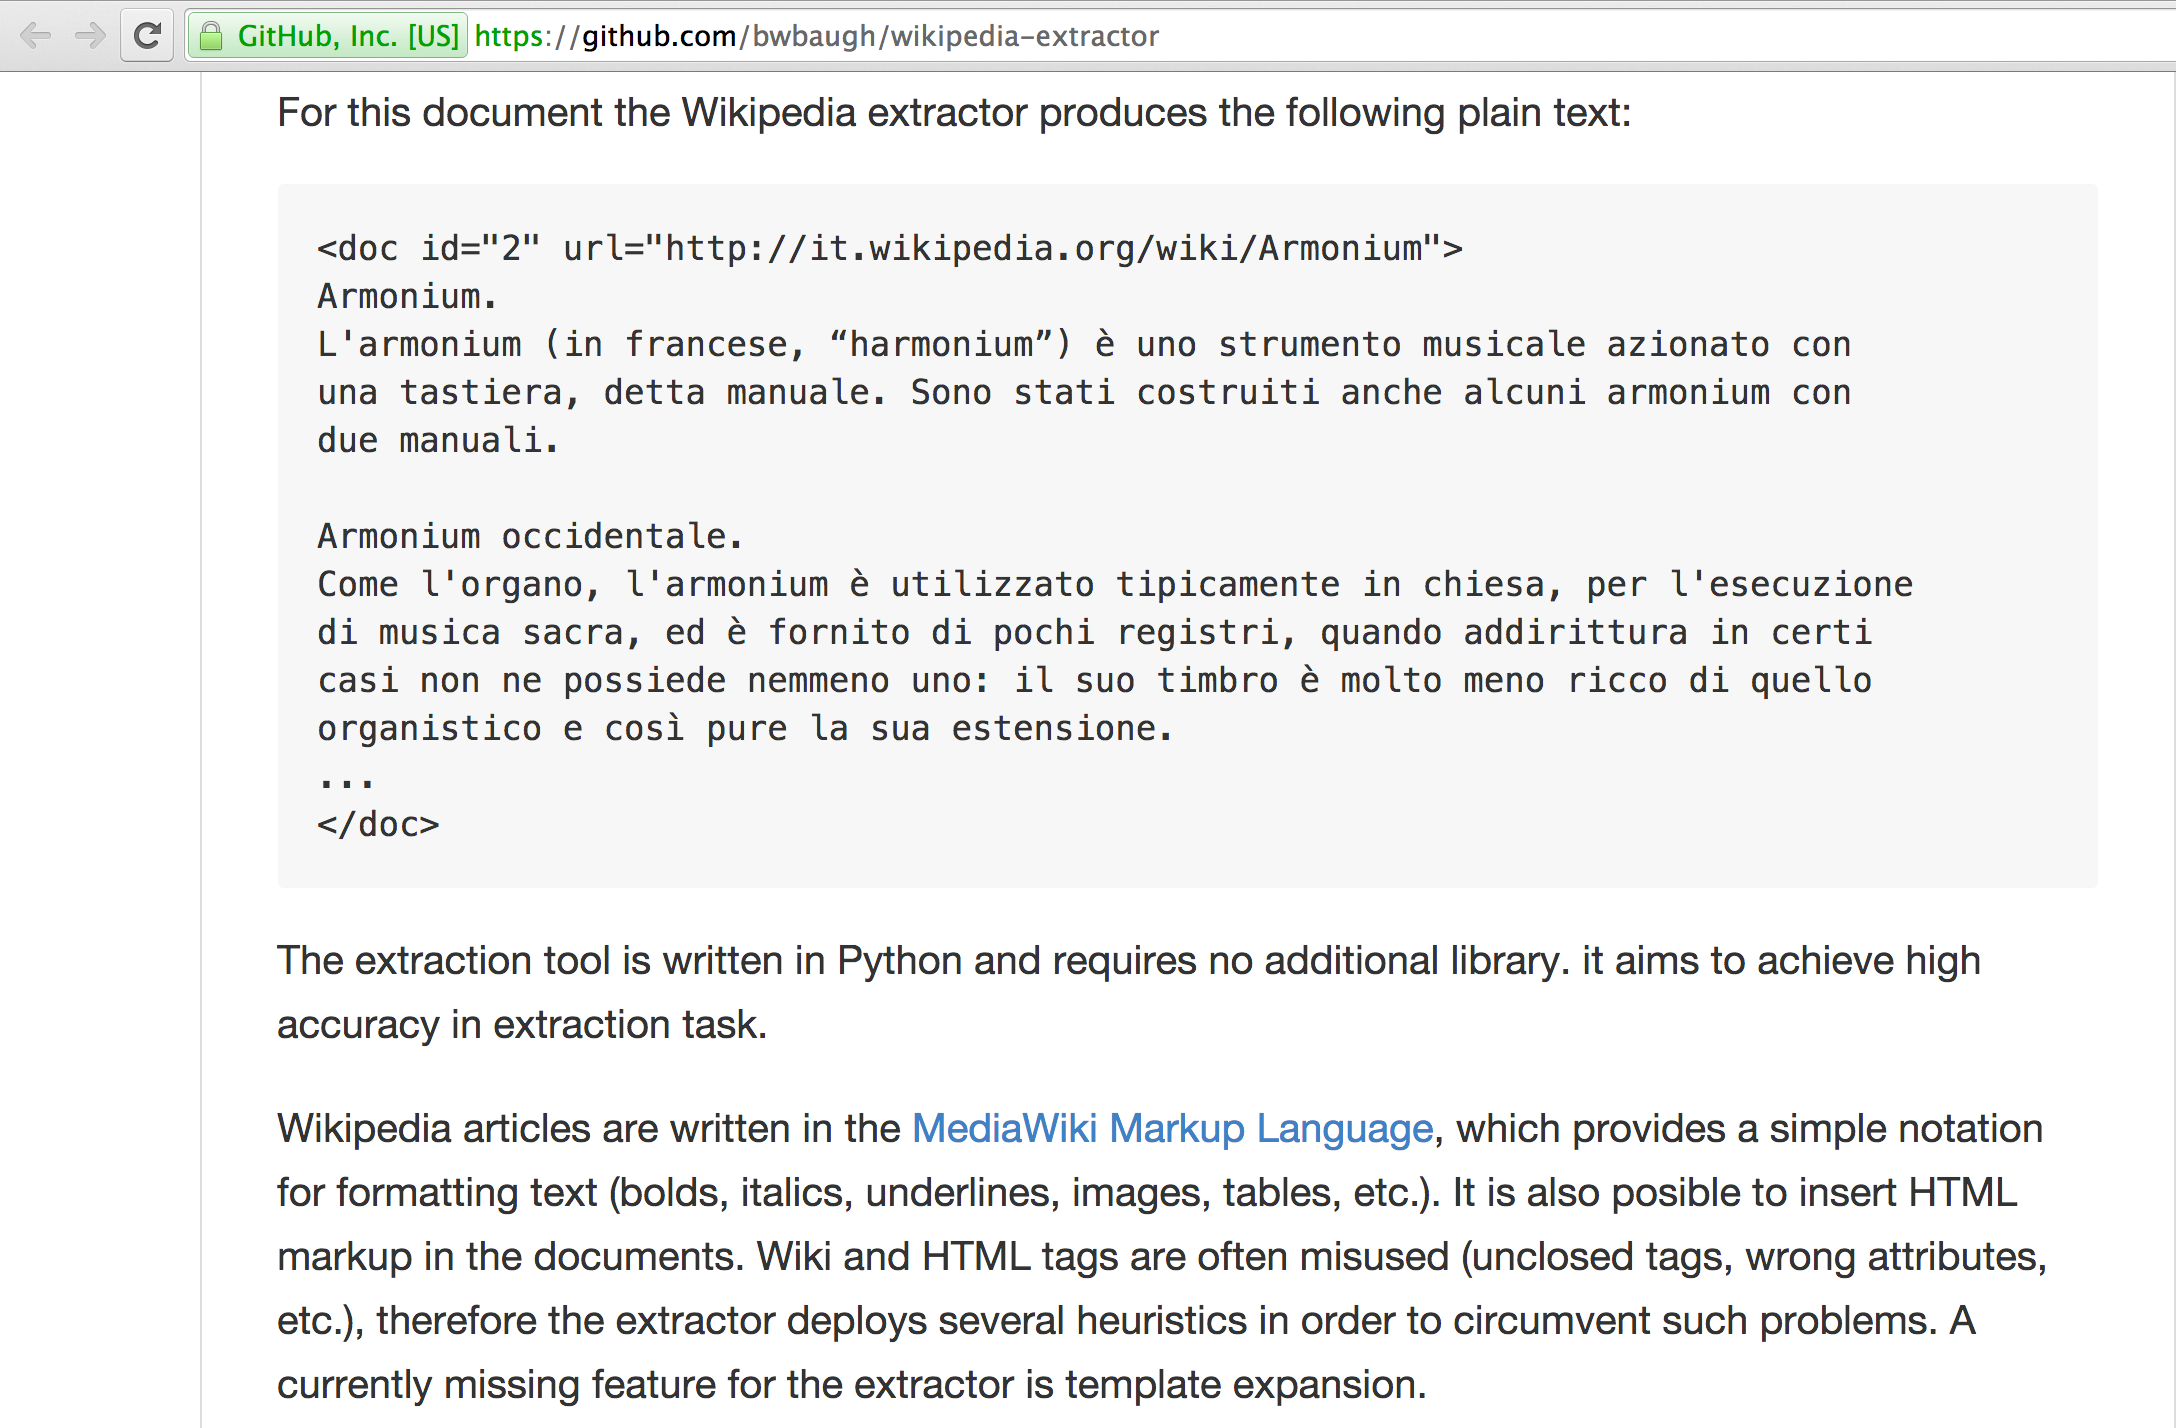 GitHub, Inc. [US] https://github.com/bwbaugh/wikipedia-extractor
For this document the Wikipedia extractor produces the following plain text:
<doc id="2" url="http://it.wikipedia.org/wiki/Armonium">
Armonium.
L'armonium (in francese, “harmonium”) è uno strumento musicale azionato con
una tastiera, detta manuale. Sono stati costruiti anche alcuni armonium con
due manuali.
Armonium occidentale.
Come l'organo, l'armonium è utilizzato tipicamente in chiesa, per l'esecuzione
di musica sacra, ed è fornito di pochi registri, quando addirittura in certi
casi non ne possiede nemmeno uno: il suo timbro è molto meno ricco di quello
organistico e così pure la sua estensione.
...
</doc>
The extraction tool is written in Python and requires no additional library. it aims to achieve high
accuracy in extraction task.
Wikipedia articles are written in the MediaWiki Markup Language, which provides a simple notation
for formatting text (bolds, italics, underlines, images, tables, etc.). It is also posible to insert HTML
markup in the documents. Wiki and HTML tags are often misused (unclosed tags, wrong attributes,
etc.), therefore the extractor deploys several heuristics in order to circumvent such problems. A
currently missing feature for the extractor is template expansion.